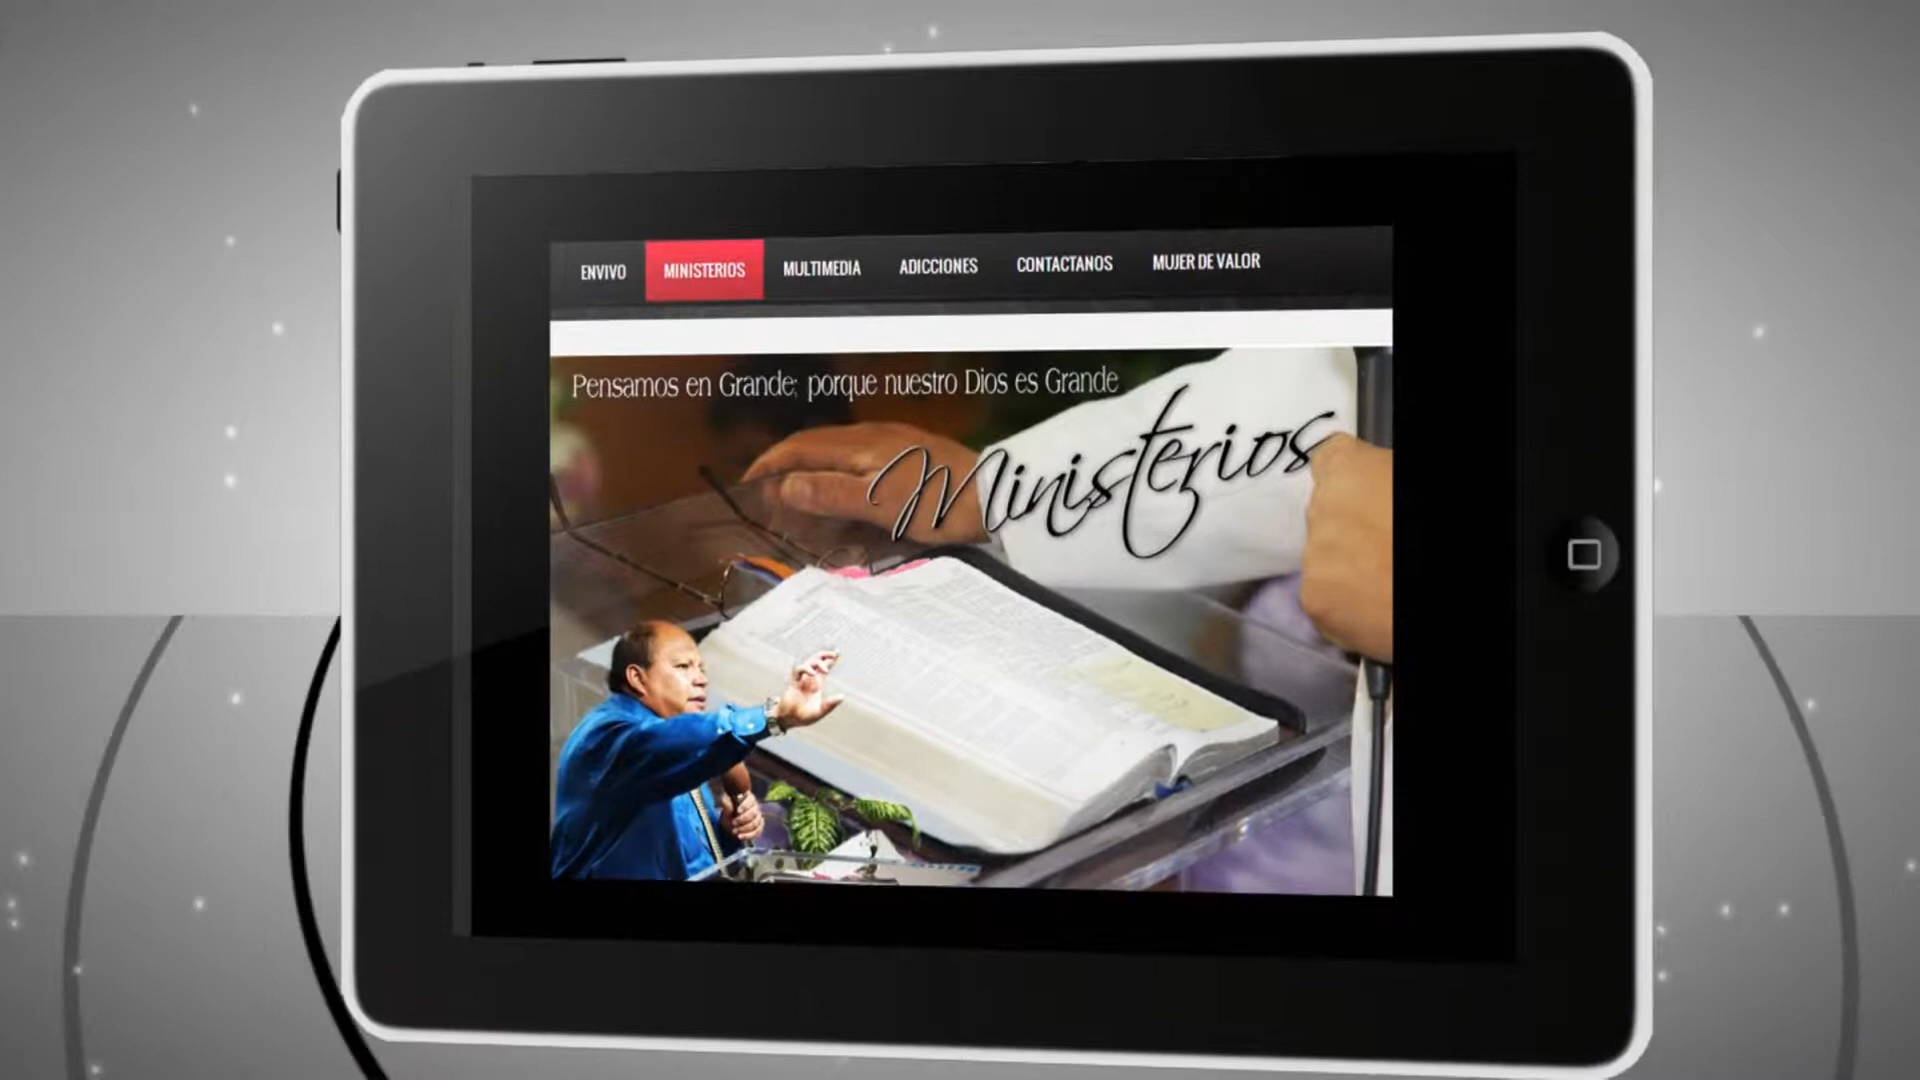 ENVIVO MINISTERIOS MULTIMEDIA ADICCIONES CONTACTANOS MUJER DE VALOR
Pensamos en Grande; porque nuestro Dios es Grande
Ministerios